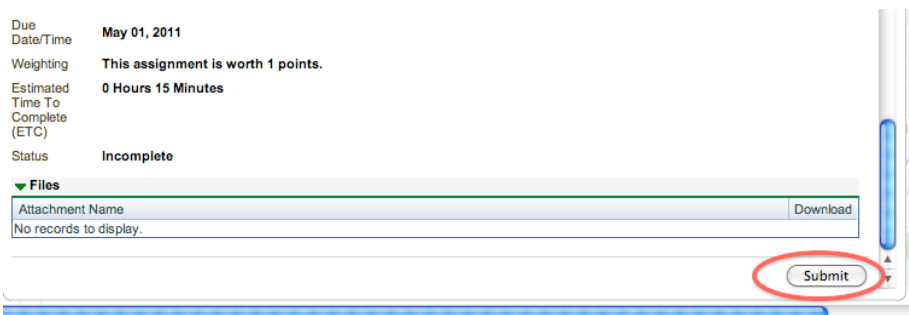 Due
Date/Time
May 01, 2011
Weighting
This assignment is worth 1 points.
Estimated
Time To
Complete
(ETC)
0 Hours 15 Minutes
Status
Incomplete
Files
Attachment Name Download
No records to display.
Submit